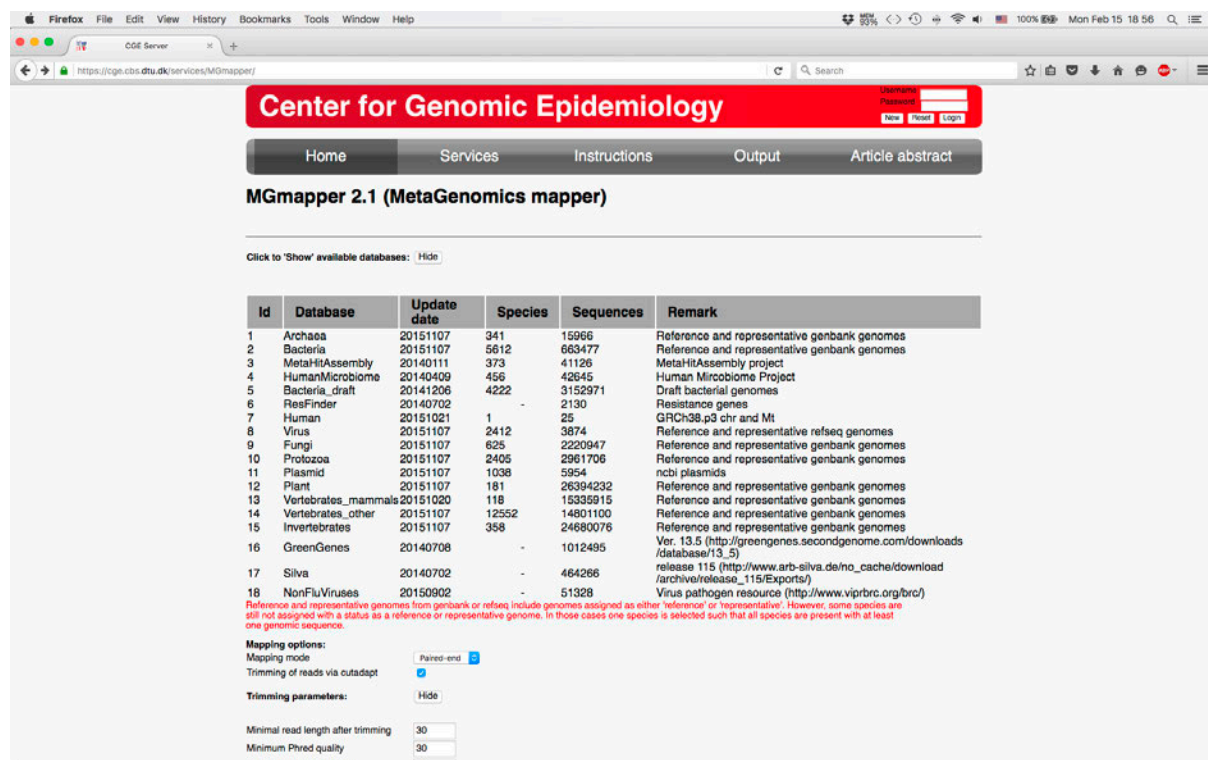 Firefox File Edit View History Bookmarks Tools Window Help
MEM 93% 100% Mon Feb 15 18 56
CGE Server × +
https://cge.cbs.dtu.dk/services/MGmapper/ Search
Center for Genomic Epidemiology
Username
Password
New Reset Login
Home Services Instructions Output Article abstract
MGmapper 2.1 (MetaGenomics mapper)
Click to 'Show' available databases: Hide
Id Database Update date Species Sequences Remark
1 Archaea 20151107 341 15966 Reference and representative genbank genomes
2 Bacteria 20151107 5612 663477 Reference and representative genbank genomes
3 MetaHitAssembly 20140111 373 41126 MetaHitAssembly project
4 HumanMicrobiome 20140409 456 42645 Human Mircobiome Project
5 Bacteria_draft 20141206 4222 3152971 Draft bacterial genomes
6 ResFinder 20140702 - 2130 Resistance genes
7 Human 20151021 1 25 GRCh38.p3 chr and Mt
8 Virus 20151107 2412 3874 Reference and representative refseq genomes
9 Fungi 20151107 625 2220947 Reference and representative genbank genomes
10 Protozoa 20151107 2405 2961706 Reference and representative genbank genomes
11 Plasmid 20151107 1038 5954 ncbi plasmids
12 Plant 20151107 181 26394232 Reference and representative genbank genomes
13 Vertebrates_mammals 20151020 118 15335915 Reference and representative genbank genomes
14 Vertebrates_other 20151107 12552 14801100 Reference and representative genbank genomes
15 Invertebrates 20151107 358 24680076 Reference and representative genbank genomes
16 GreenGenes 20140708 - 1012495 Ver. 13.5 (http://greengenes.secondgenome.com/downloads
/database/13_5)
17 Silva 20140702 - 464266 release 115 (http://www.arb-silva.de/no_cache/download
/archive/release_115/Exports/)
18 NonFluViruses 20150902 - 51328 Virus pathogen resource (http://www.viprbrc.org/brc/)
Reference and representative genomes from genbank or refseq include genomes assigned as either 'reference' or 'representative'. However, some species are
still not assigned with a status as a reference or representative genome. In those cases one species is selected such that all species are present with at least
one genomic sequence.
Mapping options:
Mapping mode Paired-end
Trimming of reads via cutadapt
Trimming parameters: Hide
Minimal read length after trimming 30
Minimum Phred quality 30